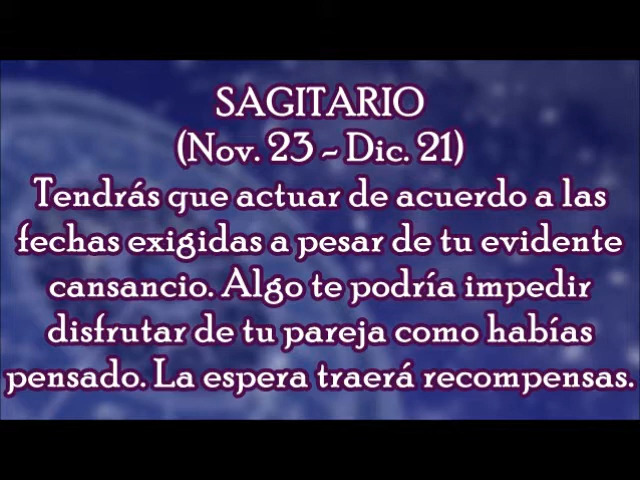 SAGITARIO
(Nov. 23 - Dic. 21)
Tendrás que actuar de acuerdo a las
fechas exigidas a pesar de tu evidente
cansancio. Algo te podría impedir
disfrutar de tu pareja como habías
pensado. La espera traerá recompensas.